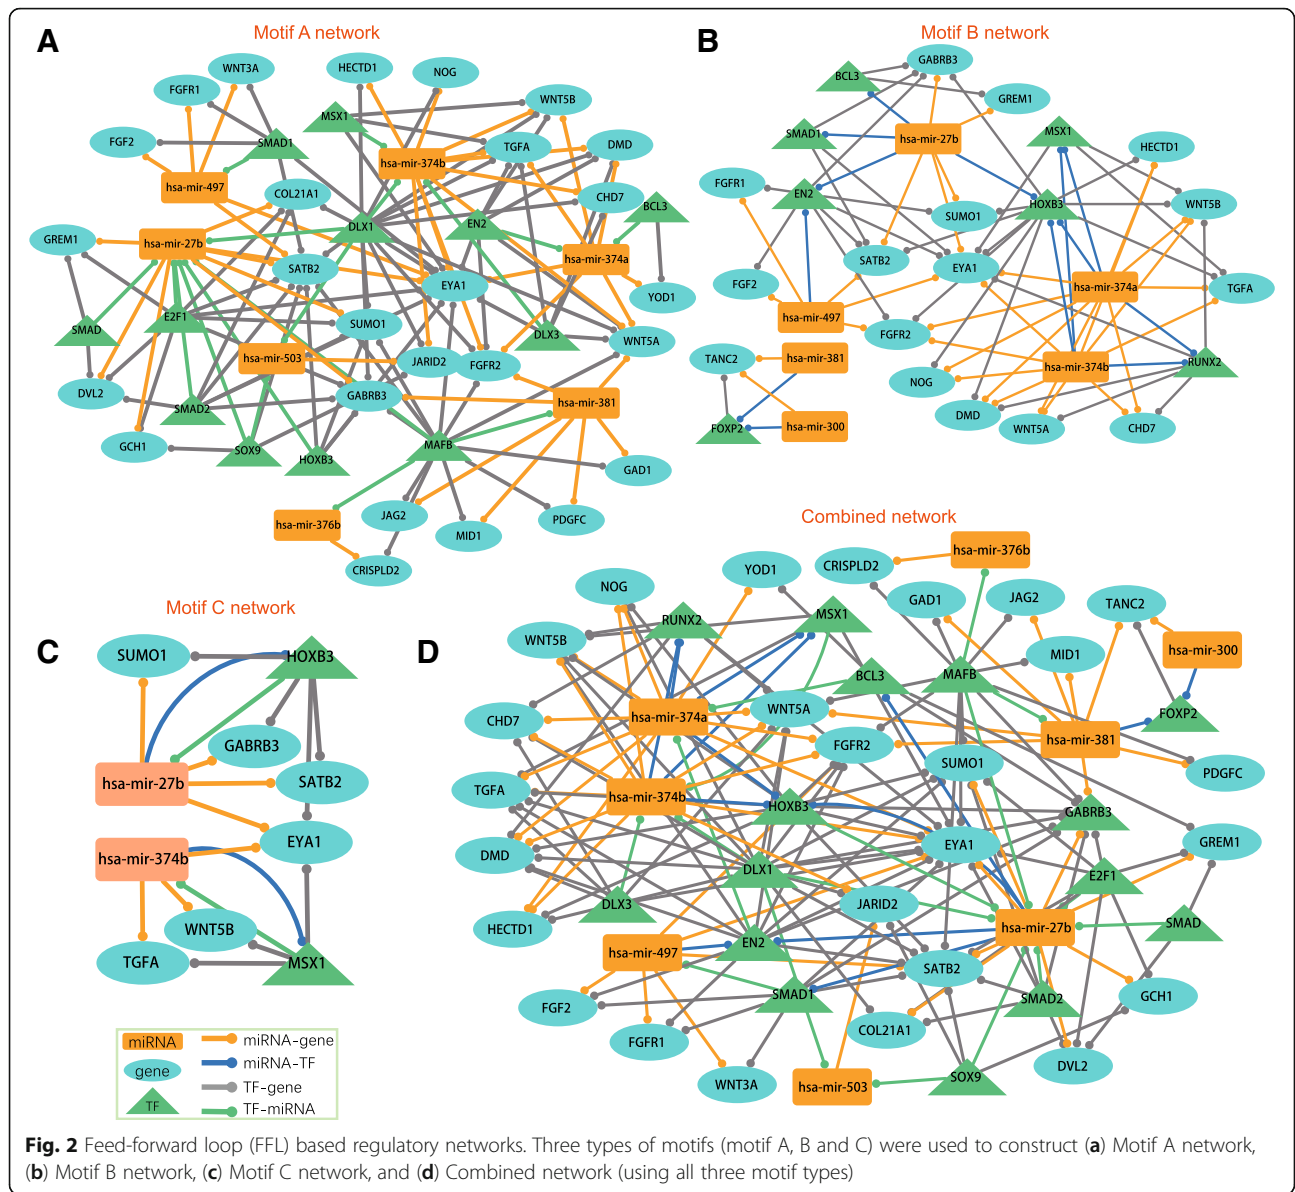 A
Motif A network
WNT3A
HECTD1
NOG
FGFR1
WNT5B
MSX1
FGF2
SMAD1
hsa-mir-374b
TGFA
DMD
hsa-mir-497
COL21A1
CHD7
BCL3
DLX1
EN2
GREM1
hsa-mir-27b
SATB2
hsa-mir-374a
EYA1
YOD1
SMAD
E2F1
SUMO1
DLX3
WNT5A
hsa-mir-503
JARID2
FGFR2
DVL2
GABRB3
SMAD2
hsa-mir-381
GCH1
SOX9
HOXB3
MAFB
GAD1
hsa-mir-376b
JAG2
MID1
PDGFC
CRISPLD2
B
Motif B network
BCL3
GABRB3
GREM1
SMAD1
hsa-mir-27b
MSX1
HECTD1
FGFR1
EN2
SUMO1
HOXB3
WNT5B
SATB2
EYA1
FGF2
hsa-mir-374a
TGFA
hsa-mir-497
FGFR2
TANC2
hsa-mir-381
hsa-mir-374b
RUNX2
NOG
DMD
WNT5A
CHD7
FOXP2
hsa-mir-300
C
Motif C network
SUMO1
HOXB3
GABRB3
hsa-mir-27b
SATB2
EYA1
hsa-mir-374b
WNT5B
TGFA
MSX1
miRNA
gene
TF
miRNA-gene
miRNA-TF
TF-gene
TF-miRNA
D
Combined network
hsa-mir-376b
CRISPLD2
YOD1
NOG
GAD1
JAG2
TANC2
RUNX2
MSX1
WNT5B
MID1
hsa-mir-300
BCL3
MAFB
hsa-mir-374a
WNT5A
FOXP2
CHD7
FGFR2
hsa-mir-381
SUMO1
PDGFC
TGFA
hsa-mir-374b
HOXB3
GABRB3
EYA1
GREM1
DMD
DLX1
E2F1
DLX3
JARID2
HECTD1
hsa-mir-27b
SMAD
EN2
hsa-mir-497
SATB2
SMAD1
SMAD2
GCH1
FGF2
COL21A1
FGFR1
DVL2
WNT3A
hsa-mir-503
SOX9
Fig. 2 Feed-forward loop (FFL) based regulatory networks. Three types of motifs (motif A, B and C) were used to construct (a) Motif A network,
(b) Motif B network, (c) Motif C network, and (d) Combined network (using all three motif types)